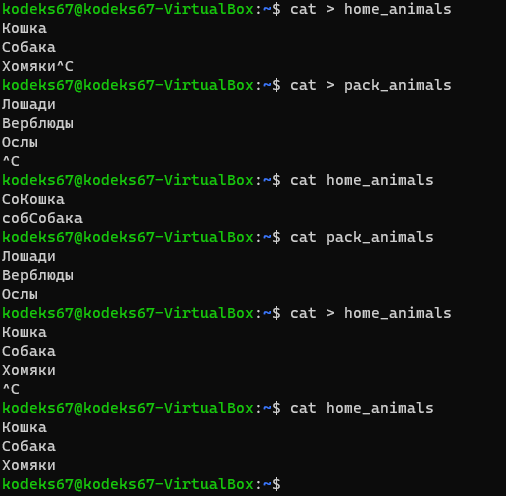 kodeks67@kodeks67-VirtualBox:~$ cat > home_animals
Кошка
Собака
Хомяки^C
kodeks67@kodeks67-VirtualBox:~$ cat > pack_animals
Лошади
Верблюды
Ослы
^C
kodeks67@kodeks67-VirtualBox:~$ cat home_animals
СоКошка
собСобака
kodeks67@kodeks67-VirtualBox:~$ cat pack_animals
Лошади
Верблюды
Ослы
kodeks67@kodeks67-VirtualBox:~$ cat > home_animals
Кошка
Собака
Хомяки
^C
kodeks67@kodeks67-VirtualBox:~$ cat home_animals
Кошка
Собака
Хомяки
kodeks67@kodeks67-VirtualBox:~$